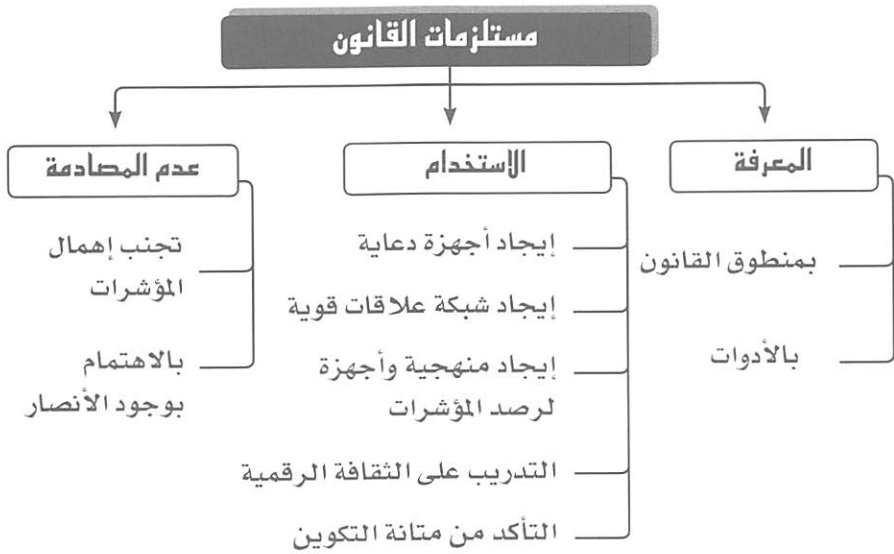 مستلزمات القانون
المعرفة
بمنطوق القانون
بالأدوات
الاستخدام
إيجاد أجهزة دعاية
إيجاد شبكة علاقات قوية
إيجاد منهجية وأجهزة
لرصد المؤشرات
التدريب على الثقافة الرقمية
التأكد من متانة التكوين
عدم المصادمة
تجنب إهمال
المؤشرات
بالاهتمام
بوجود الأنصار